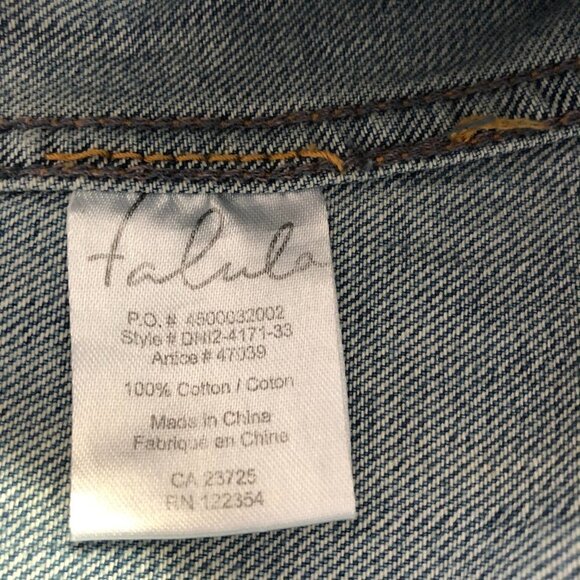 Falula
P.O. # 4500032002
Style # DNI2-4171-33
Artice # 47039
100% Cotton / Coton
Made in China
Fabriqué en Chine
CA 23725
RN 122354